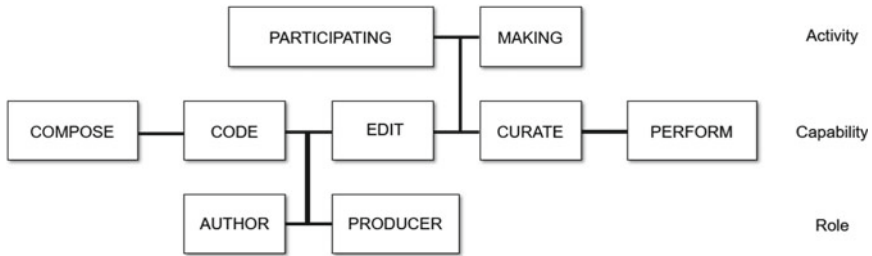 PARTICIPATING MAKING Activity
COMPOSE CODE EDIT CURATE PERFORM Capability
AUTHOR PRODUCER Role